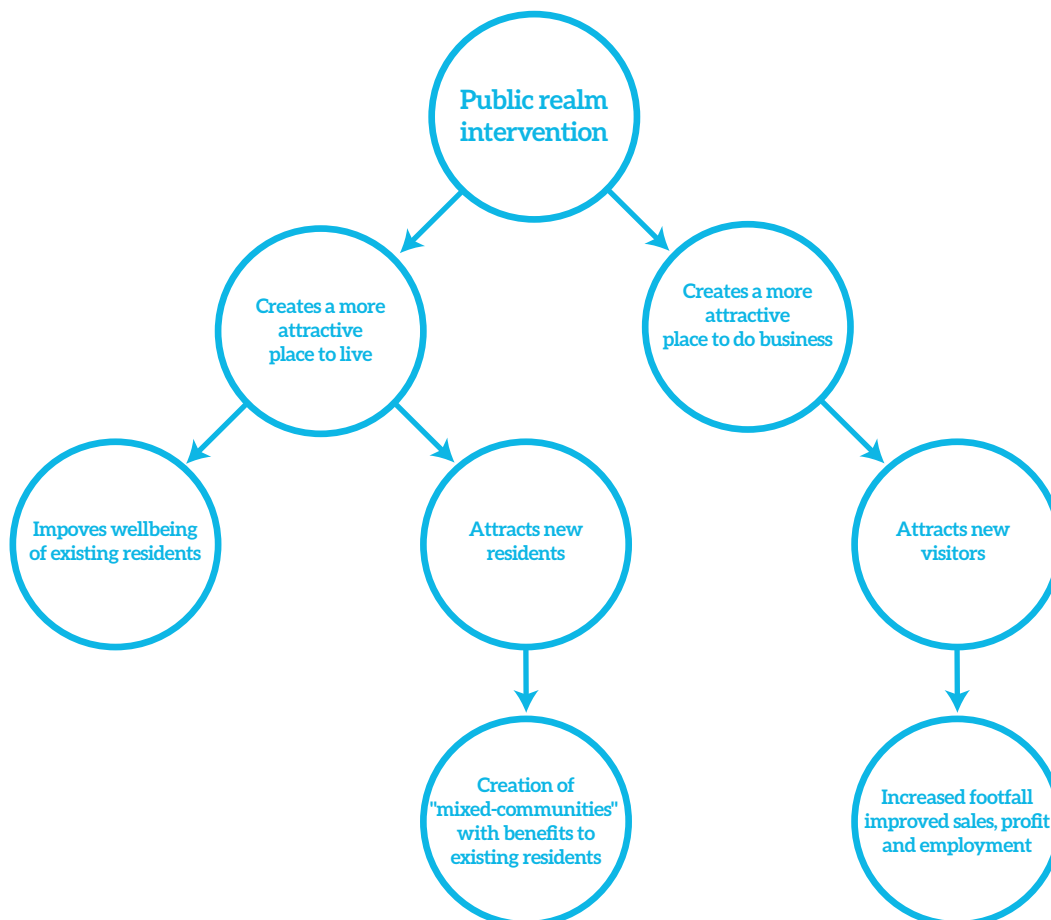 Public realm
intervention
Creates a more
attractive
place to live
Creates a more
attractive
place to do business
Impoves wellbeing
of existing residents
Attracts new
residents
Attracts new
visitors
Creation of
"mixed-communities"
with benefits to
existing residents
Increased footfall
improved sales, profit
and employment